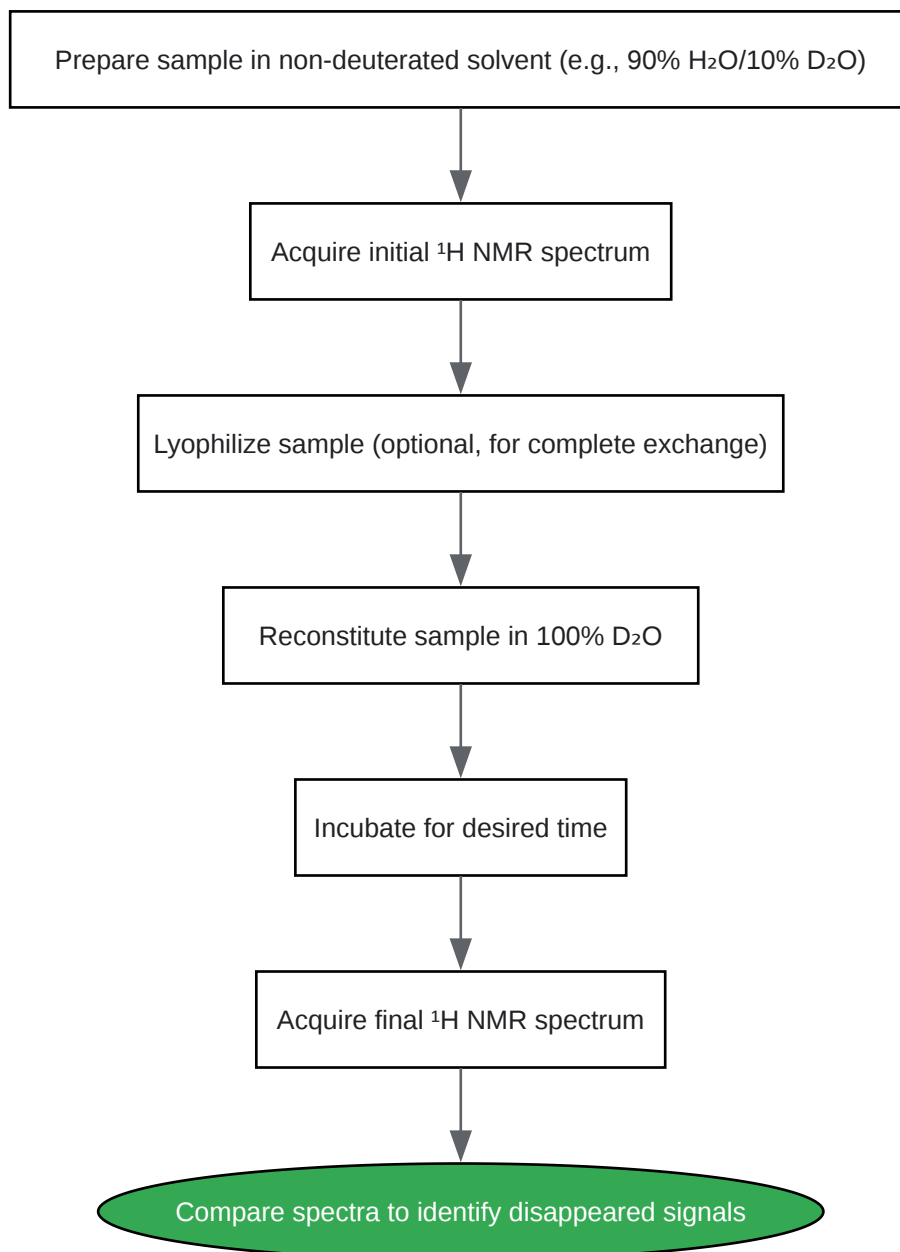 Prepare sample in non-deuterated solvent (e.g., 90% H₂O/10% D₂O)
Acquire initial ¹H NMR spectrum
Lyophilize sample (optional, for complete exchange)
Reconstitute sample in 100% D₂O
Incubate for desired time
Acquire final ¹H NMR spectrum
Compare spectra to identify disappeared signals